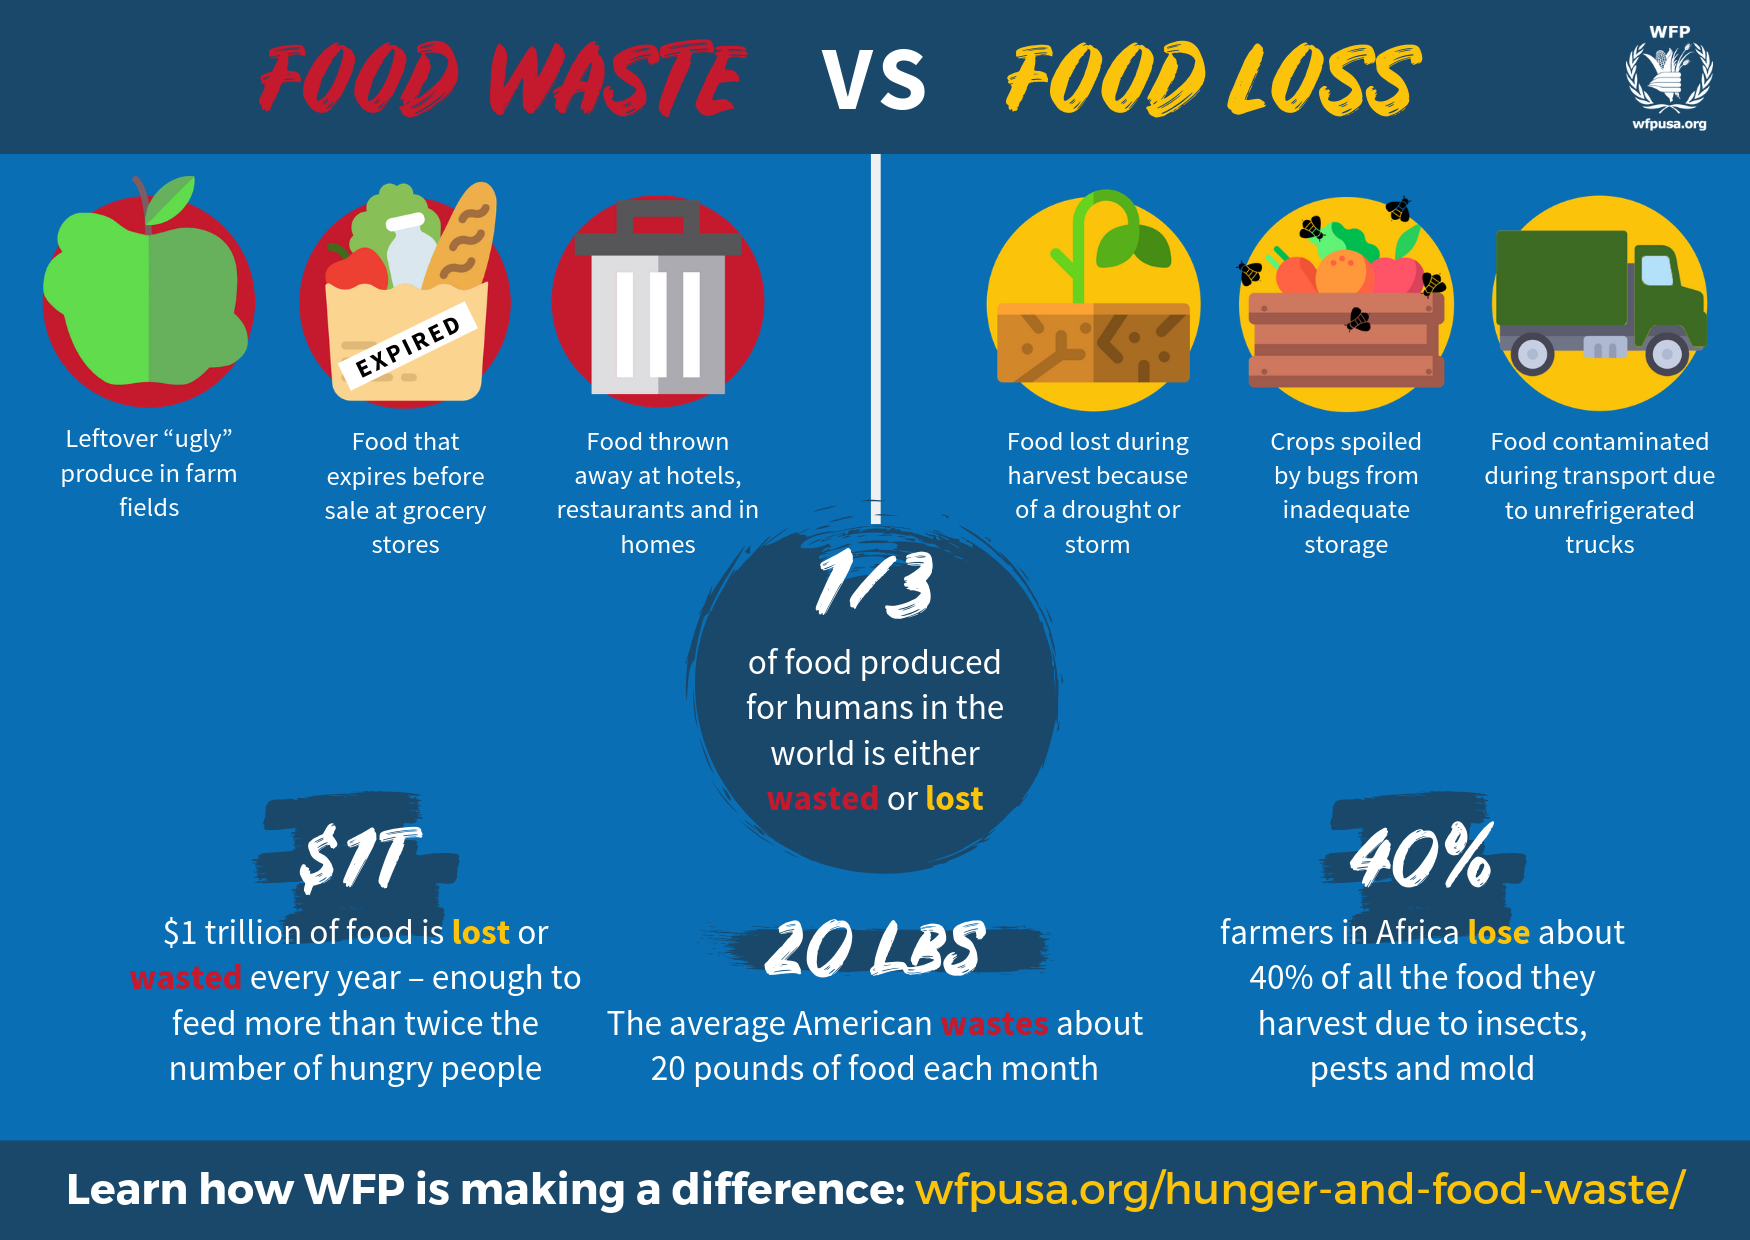 FOOD WASTE VS FOOD LOSS
WFP
wfpusa.org
Leftover “ugly”
produce in farm
fields
EXPIRED
Food that
expires before
sale at grocery
stores
Food thrown
away at hotels,
restaurants and in
homes
Food lost during
harvest because
of a drought or
storm
Crops spoiled
by bugs from
inadequate
storage
Food contaminated
during transport due
to unrefrigerated
trucks
1/3
of food produced
for humans in the
world is either
wasted or lost
$1T
$1 trillion of food is lost or
wasted every year – enough to
feed more than twice the
number of hungry people
20 LBS
The average American wastes about
20 pounds of food each month
40%
farmers in Africa lose about
40% of all the food they
harvest due to insects,
pests and mold
Learn how WFP is making a difference: wfpusa.org/hunger-and-food-waste/